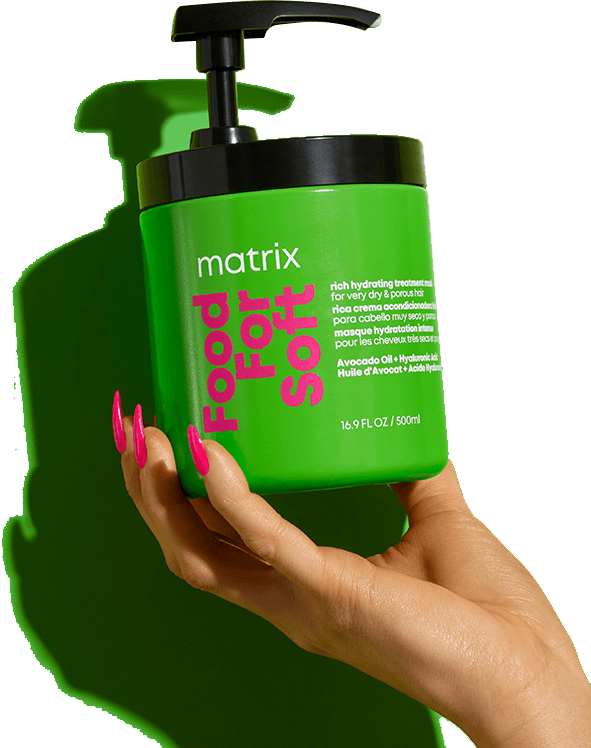 matrix
Food
For
Soft
rich hydrating treatment
for very dry & porous hair
rica crema acondicionadora
para cabello muy seco y
masque hydratation intense
pour les cheveux très secs et
Avocado Oil + Hyaluronic Acid
Huile d'Avocat + Acide
16.9 FL OZ / 500ml